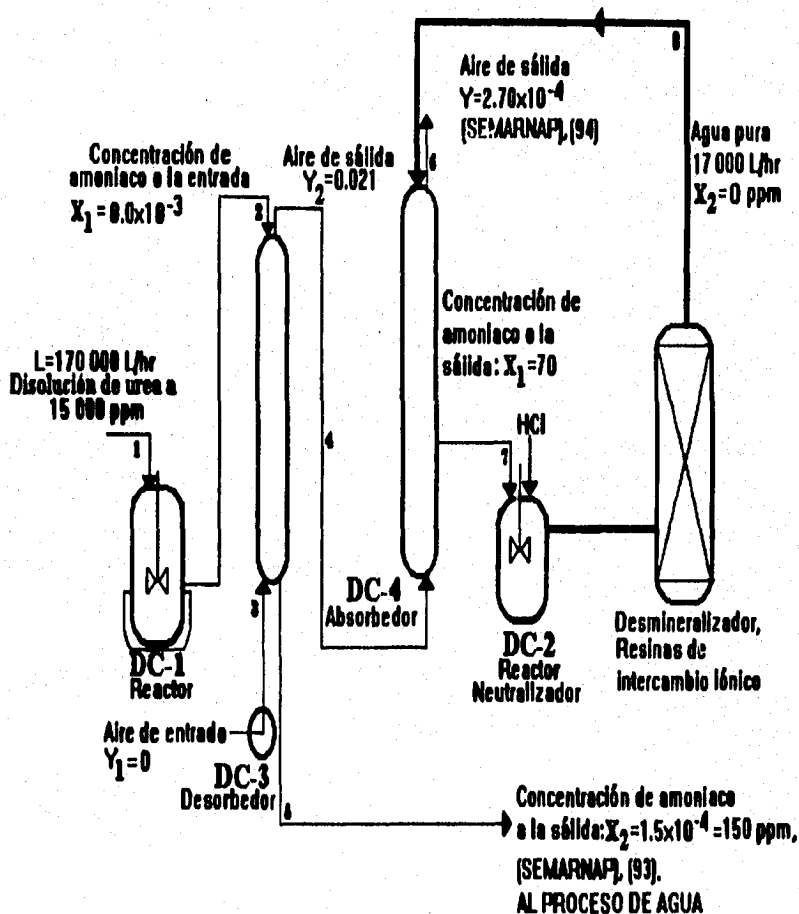 Aire de sálida
Y=2.70x10⁻⁴
(SEMARNAP), (94)
8
Agua pura
17 000 L/hr
X₂=0 ppm
Concentración de
amoniaco a la entrada
X₁ = 8.0x10⁻³
Aire de sálida
Y₂=0.021
2
6
L=170 000 L/hr
Disolución de urea a
15 000 ppm
1
4
Concentración de
amoniaco a la
sálida: X₁=70
HCl
7
3
DC-1
Reactor
DC-4
Absorbedor
DC-2
Reactor
Neutralizador
Desmineralizador,
Resinas de
intercambio Iónico
Aire de entrada
Y₁=0
DC-3
Desorbedor
Concentración de amoniaco
a la sálida:X₂=1.5x10⁻⁴ =150 ppm,
(SEMARNAP), (93).
AL PROCESO DE AGUA